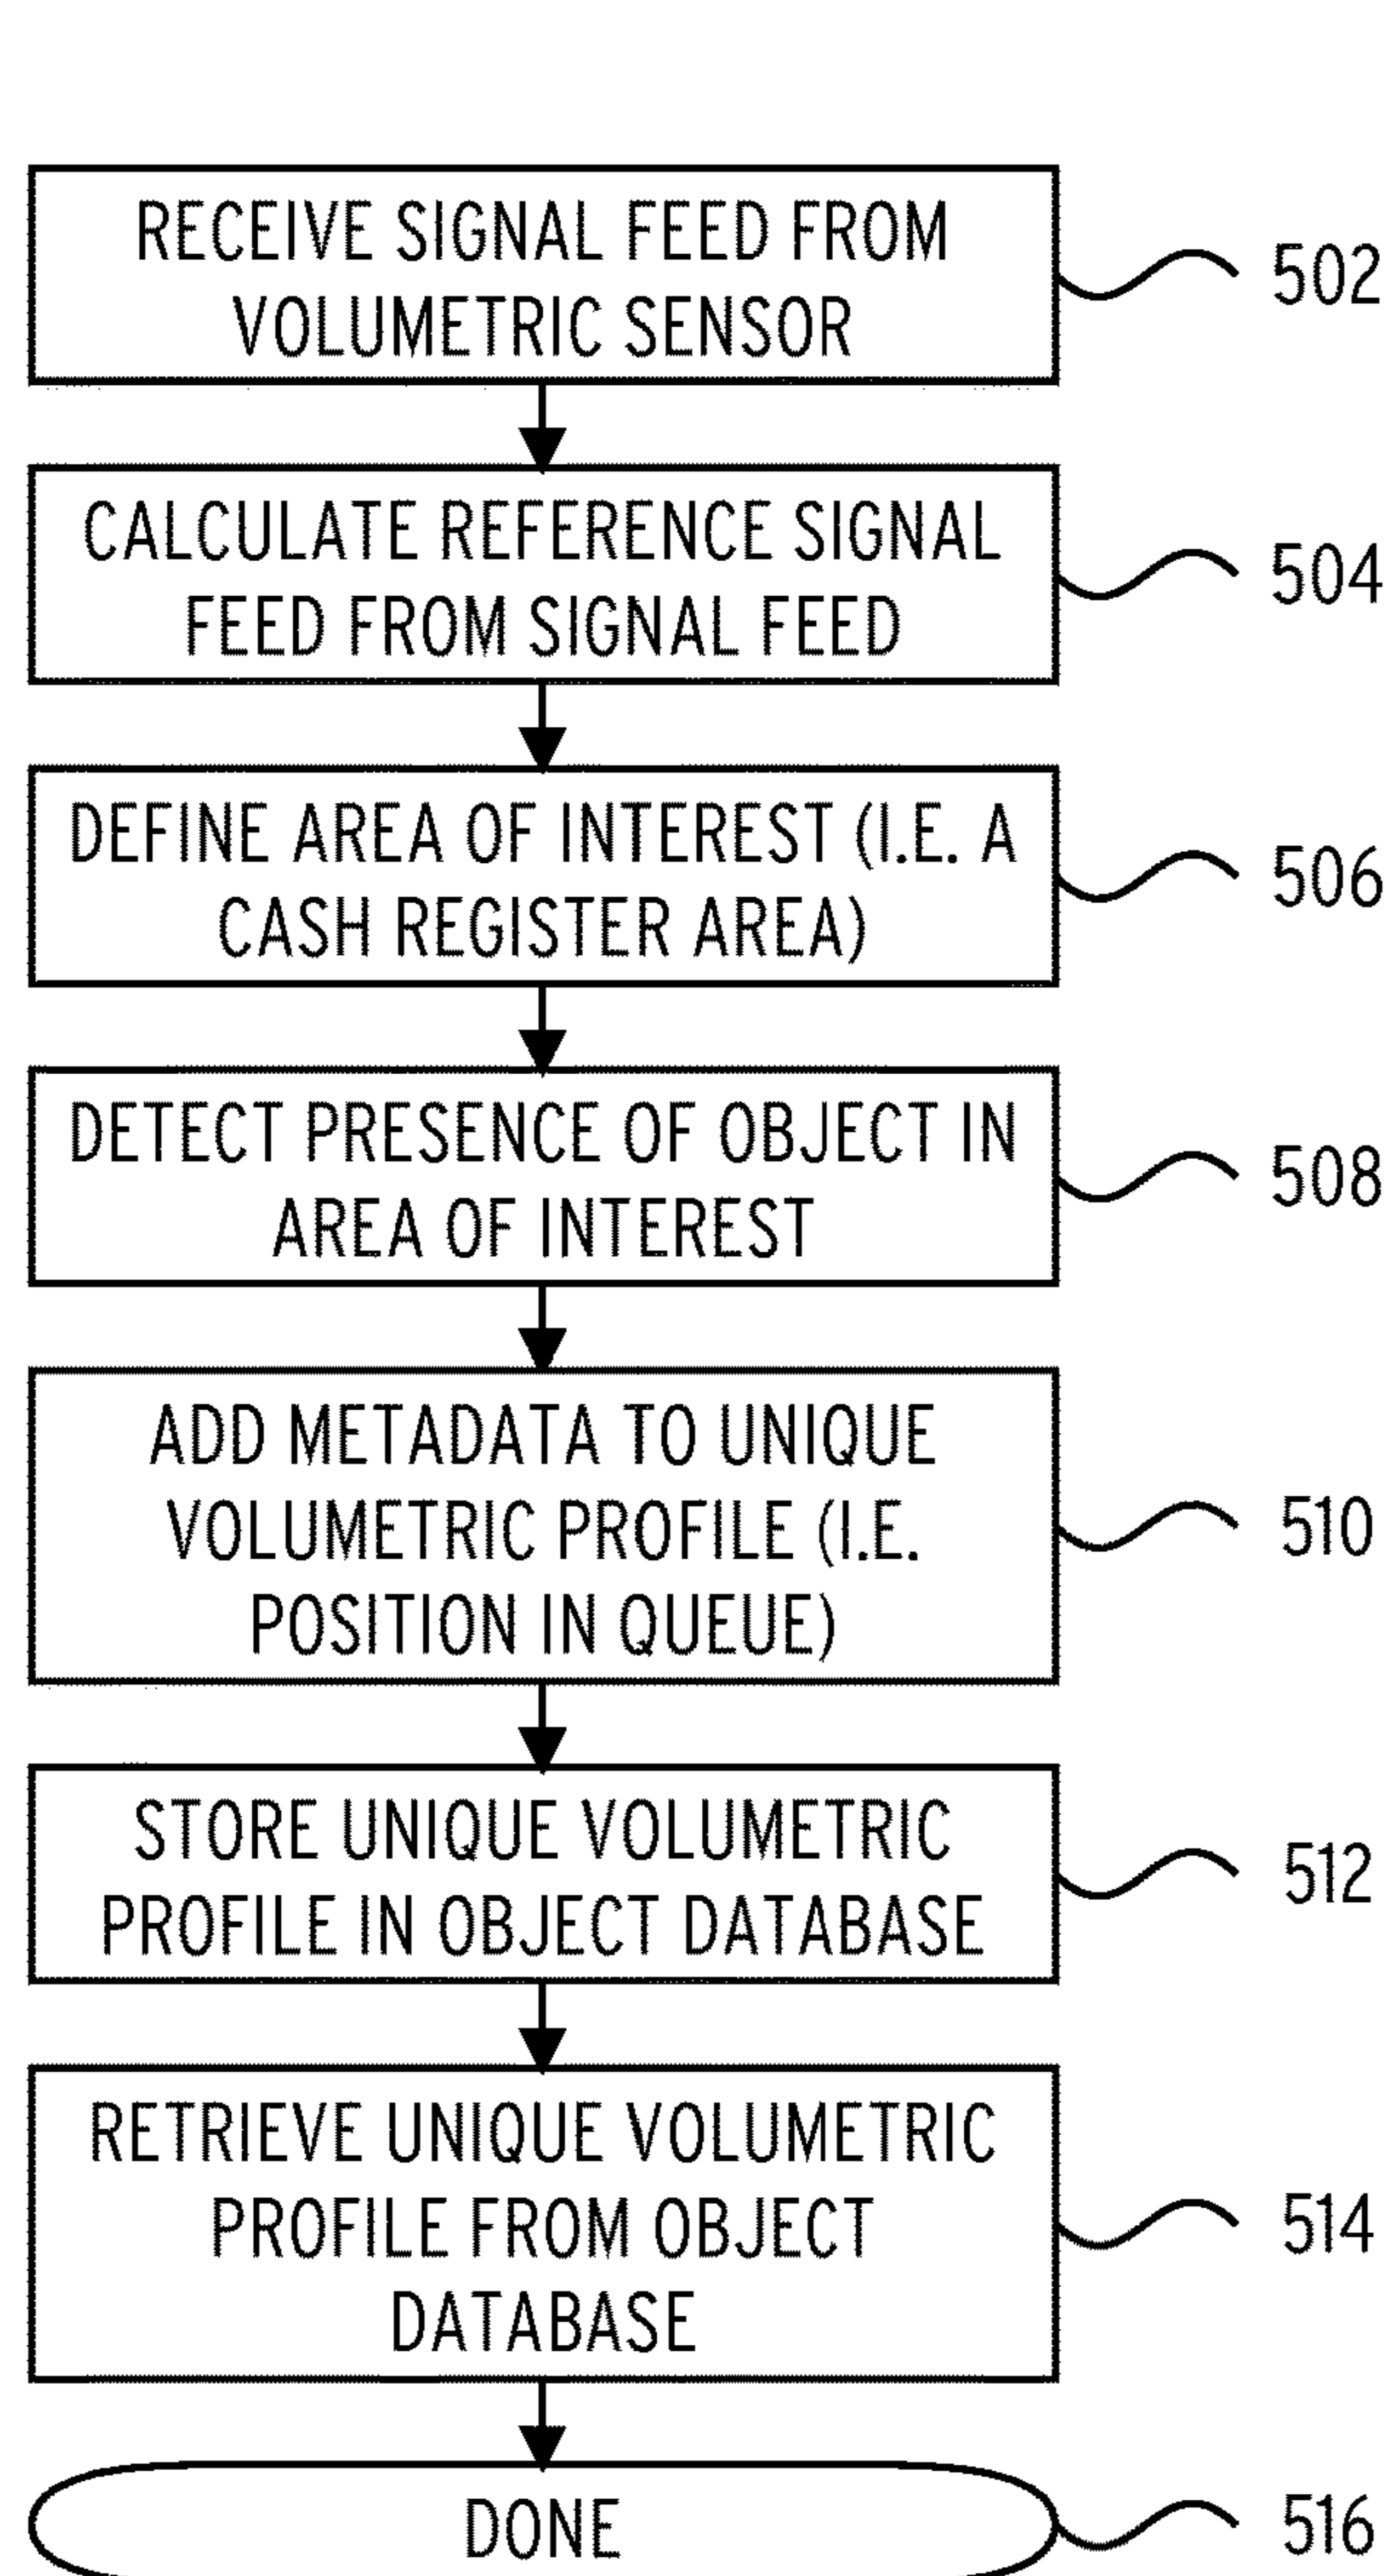 RECEIVE SIGNAL FEED FROM
VOLUMETRIC SENSOR
502
CALCULATE REFERENCE SIGNAL
FEED FROM SIGNAL FEED
504
DEFINE AREA OF INTEREST (I.E. A
CASH REGISTER AREA)
506
DETECT PRESENCE OF OBJECT IN
AREA OF INTEREST
508
ADD METADATA TO UNIQUE
VOLUMETRIC PROFILE (I.E.
POSITION IN QUEUE)
510
STORE UNIQUE VOLUMETRIC
PROFILE IN OBJECT DATABASE
512
RETRIEVE UNIQUE VOLUMETRIC
PROFILE FROM OBJECT
DATABASE
514
DONE
516